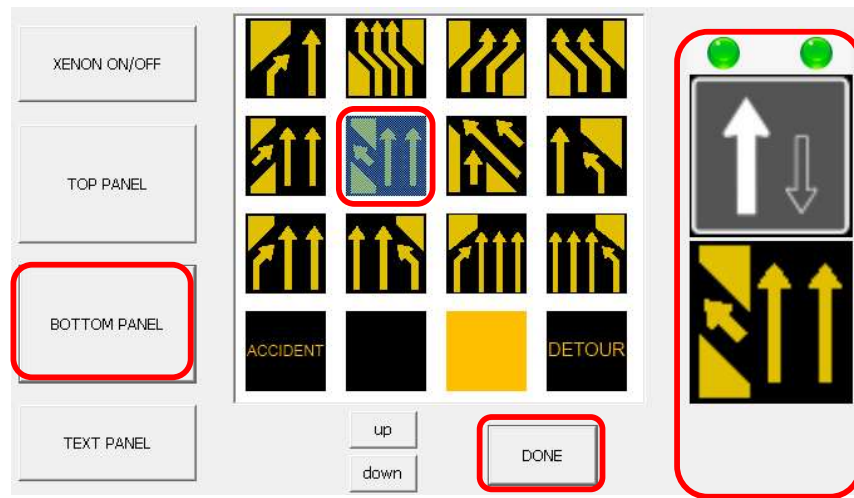 XENON ON/OFF
TOP PANEL
BOTTOM PANEL
TEXT PANEL
ACCIDENT
DETOUR
up
down
DONE